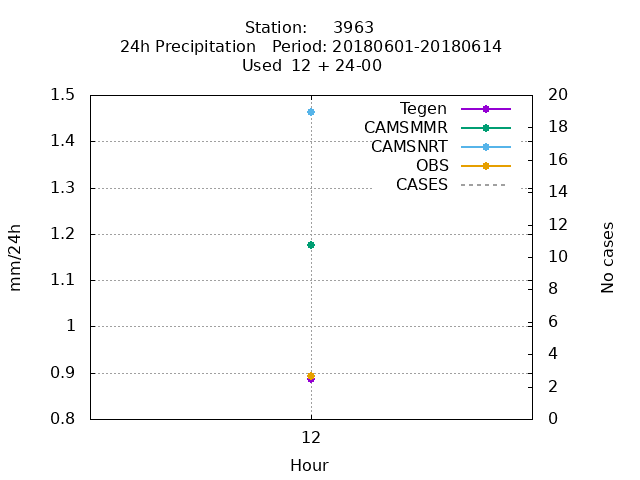 Station:     3963
24h Precipitation   Period: 20180601-20180614
Used  12 + 24-00
1.5
1.4
1.3
1.2
1.1
1
0.9
0.8
mm/24h
Tegen
CAMSMMR
CAMSNRT
OBS
CASES
20
18
16
14
12
10
8
6
4
2
0
No cases
12
Hour